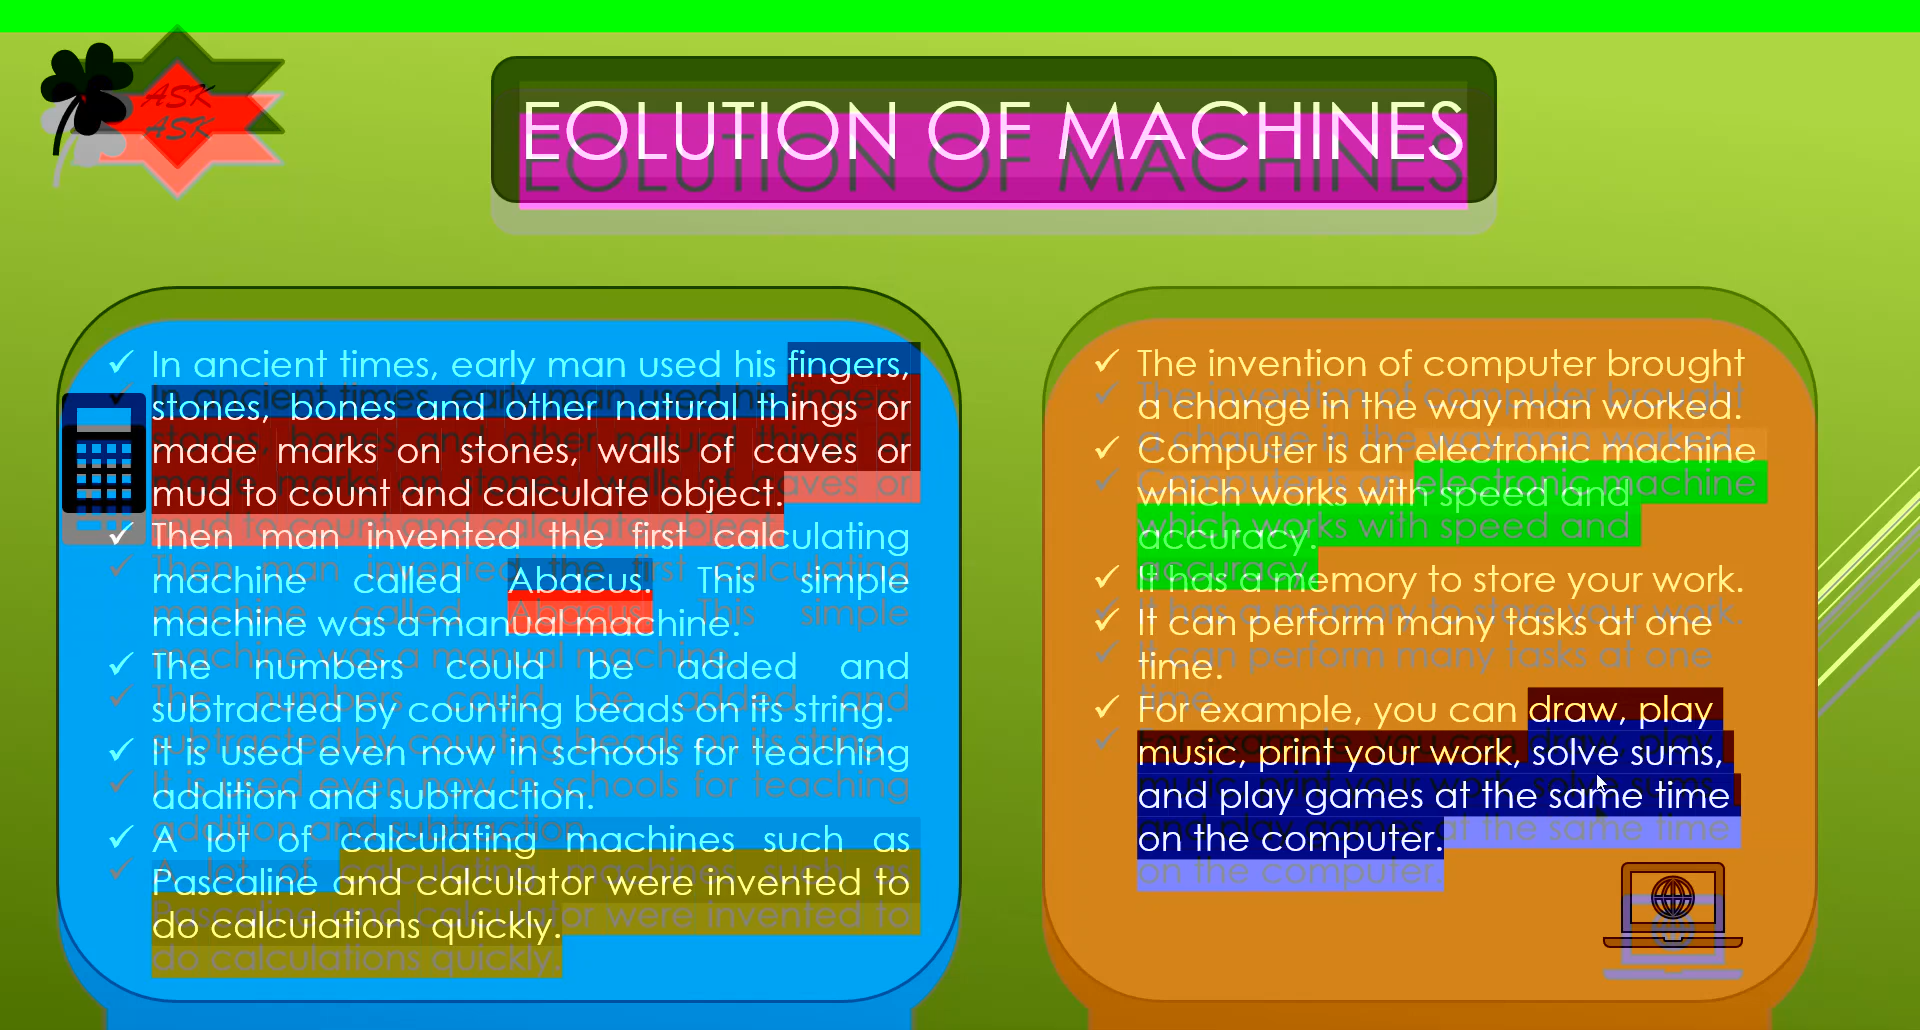 ASK
ASK
EOLUTION OF MACHINES
✓ In ancient times, early man used his fingers,
stones, bones and other natural things or
made marks on stones, walls of caves or
mud to count and calculate object.
✓ Then man invented the first calculating
machine called Abacus. This simple
machine was a manual machine.
✓ The numbers could be added and
subtracted by counting beads on its string.
✓ It is used even now in schools for teaching
addition and subtraction.
✓ A lot of calculating machines such as
Pascaline and calculator were invented to
do calculations quickly.
✓ The invention of computer brought
a change in the way man worked.
✓ Computer is an electronic machine
which works with speed and
accuracy.
✓ It has a memory to store your work.
✓ It can perform many tasks at one
time.
✓ For example, you can draw, play
music, print your work, solve sums,
and play games at the same time
on the computer.